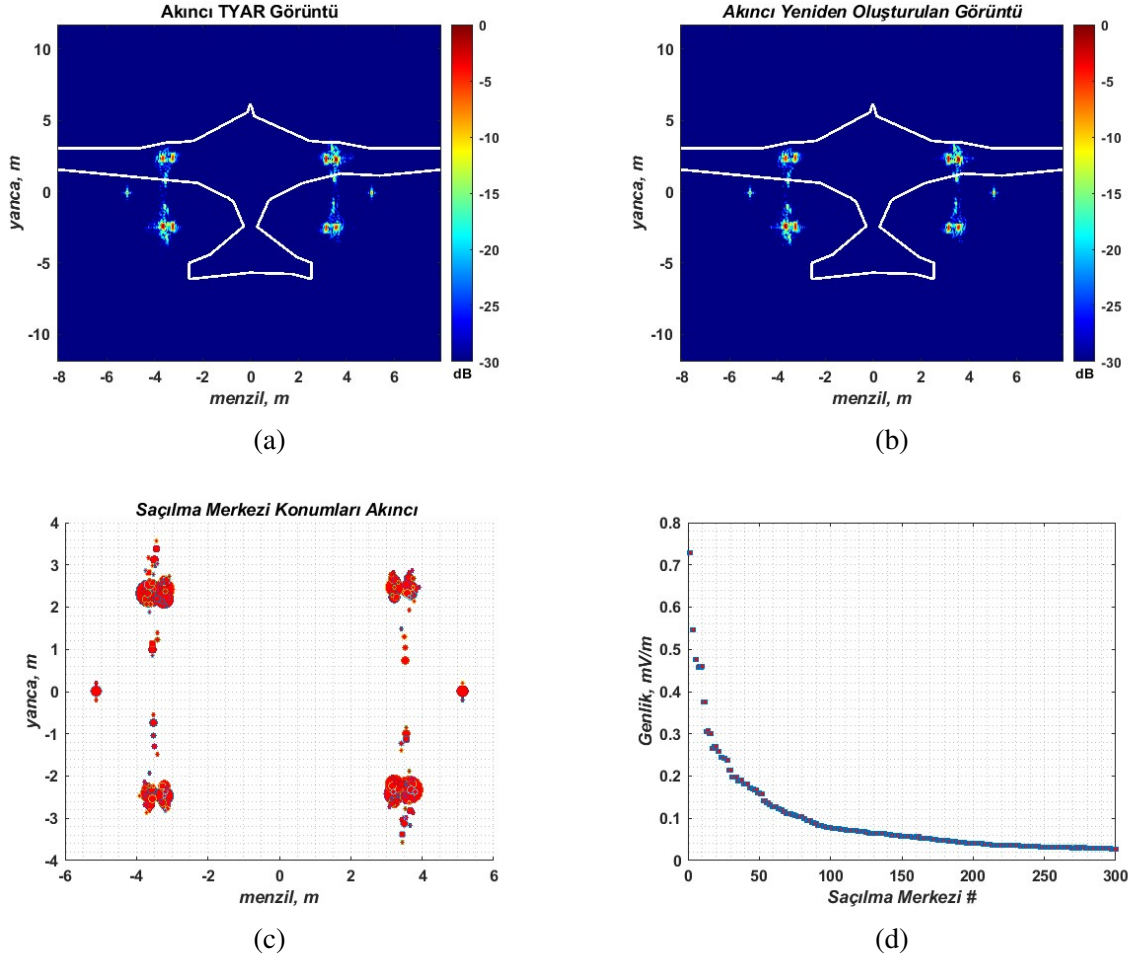 Akıncı TYAR Görüntü
Akıncı Yeniden Oluşturulan Görüntü
10
5
0
-5
-10
yanca, m
-8 -6 -4 -2 0 2 4 6
menzil, m
0
-5
-10
-15
-20
-25
-30
dB
10
5
0
-5
-10
yanca, m
-8 -6 -4 -2 0 2 4 6
menzil, m
0
-5
-10
-15
-20
-25
-30
dB
(a)
(b)
Saçılma Merkezi Konumları Akıncı
4
3
2
1
0
-1
-2
-3
-4
yanca, m
-6 -4 -2 0 2 4 6
menzil, m
0.8
0.7
0.6
0.5
0.4
0.3
0.2
0.1
0
Genlik, mV/m
0 50 100 150 200 250 300
Saçılma Merkezi #
(c)
(d)